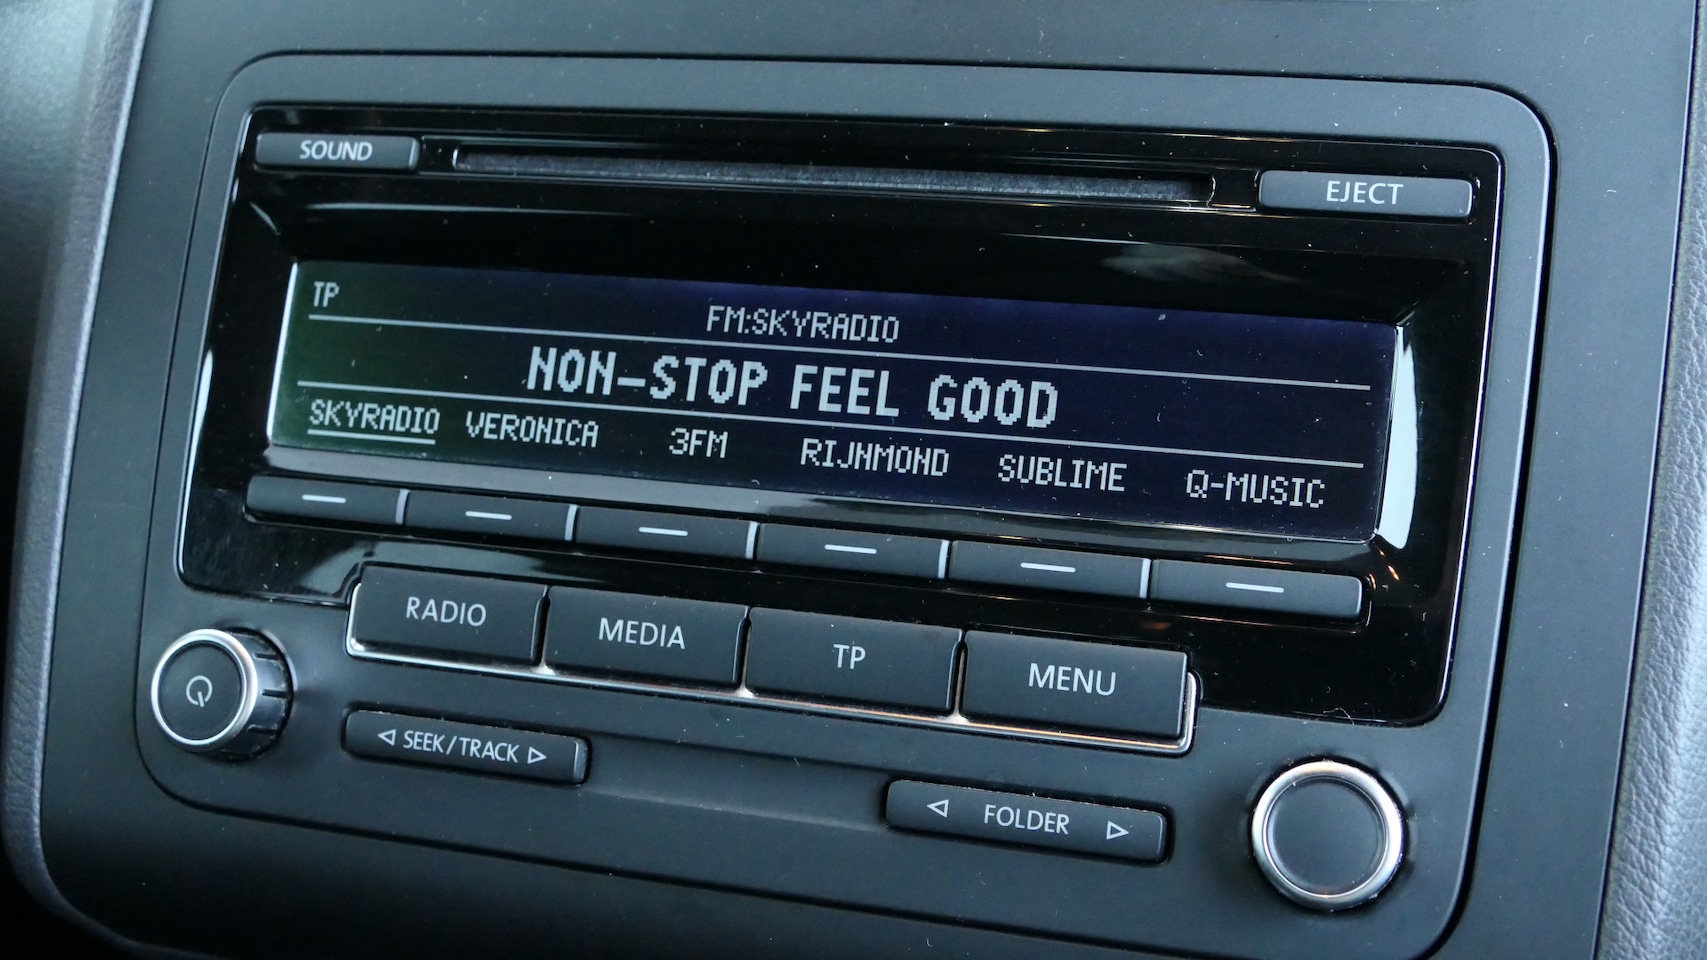 SOUND
EJECT
TP
FM:SKYRADIO
NON-STOP FEEL GOOD
SKYRADIO VERONICA 3FM RIJNMOND SUBLIME Q-MUSIC
RADIO MEDIA TP MENU
SEEK/TRACK
FOLDER